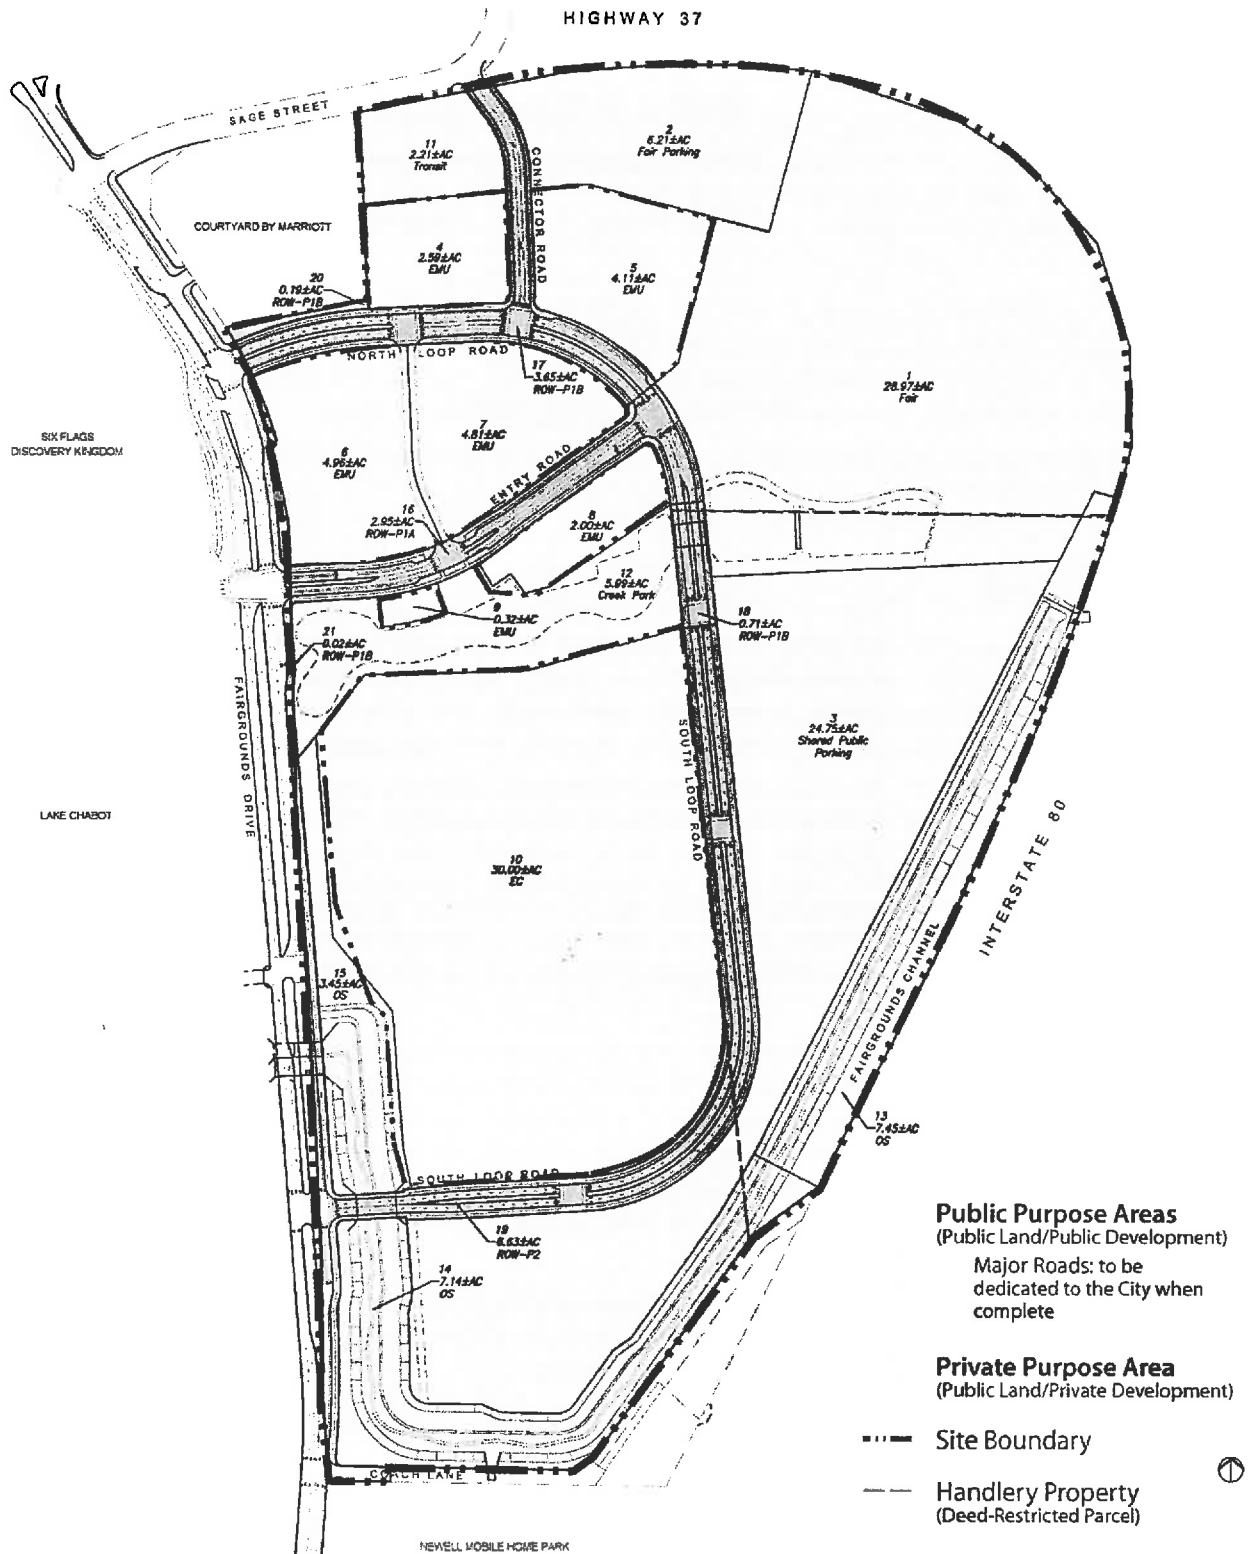 HIGHWAY 37
SAGE STREET
11
2.21±AC
Transit
2
6.21±AC
Fair Parking
CONNECTOR ROAD
COURTYARD BY MARRIOTT
4
2.59±AC
EMU
5
4.11±AC
EMU
20
0.19±AC
ROW-P1B
NORTH LOOP ROAD
17
3.65±AC
ROW-P1B
1
28.97±AC
Fair
SIX FLAGS
DISCOVERY KINGDOM
6
4.96±AC
EMU
7
4.81±AC
EMU
ENTRY ROAD
16
2.95±AC
ROW-P1A
8
2.00±AC
EMU
12
5.99±AC
Creek Park
9
0.32±AC
EMU
18
0.71±AC
ROW-P1B
21
0.02±AC
ROW-P1B
FAIRGROUNDS DRIVE
SOUTH LOOP ROAD
3
24.75±AC
Shared Public
Parking
LAKE CHABOT
INTERSTATE 80
10
30.00±AC
EC
FAIRGROUNDS CHANNEL
15
3.45±AC
OS
13
7.45±AC
OS
SOUTH LOOP ROAD
19
6.63±AC
ROW-P2
14
7.14±AC
OS
COACH LANE
NEWELL MOBILE HOME PARK
Public Purpose Areas
(Public Land/Public Development)
Major Roads: to be
dedicated to the City when
complete
Private Purpose Area
(Public Land/Private Development)
Site Boundary
Handlery Property
(Deed-Restricted Parcel)